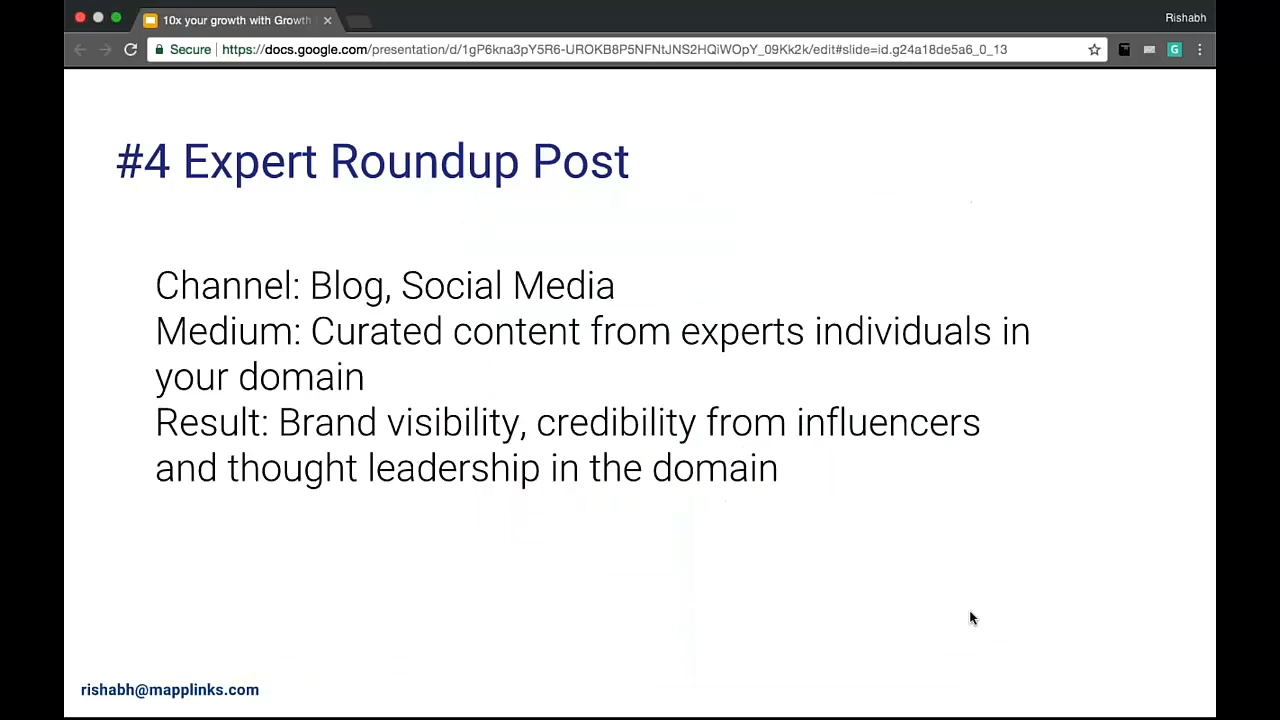 10x your growth with Growth
Rishabh
Secure
https://docs.google.com/presentation/d/1gP6kna3pY5R6-UROKB8P5NFNtJNS2HQiWOpY_09Kk2k/edit#slide=id.g24a18de5a6_0_13
G
#4 Expert Roundup Post
Channel: Blog, Social Media
Medium: Curated content from experts individuals in
your domain
Result: Brand visibility, credibility from influencers
and thought leadership in the domain
rishabh@mapplinks.com